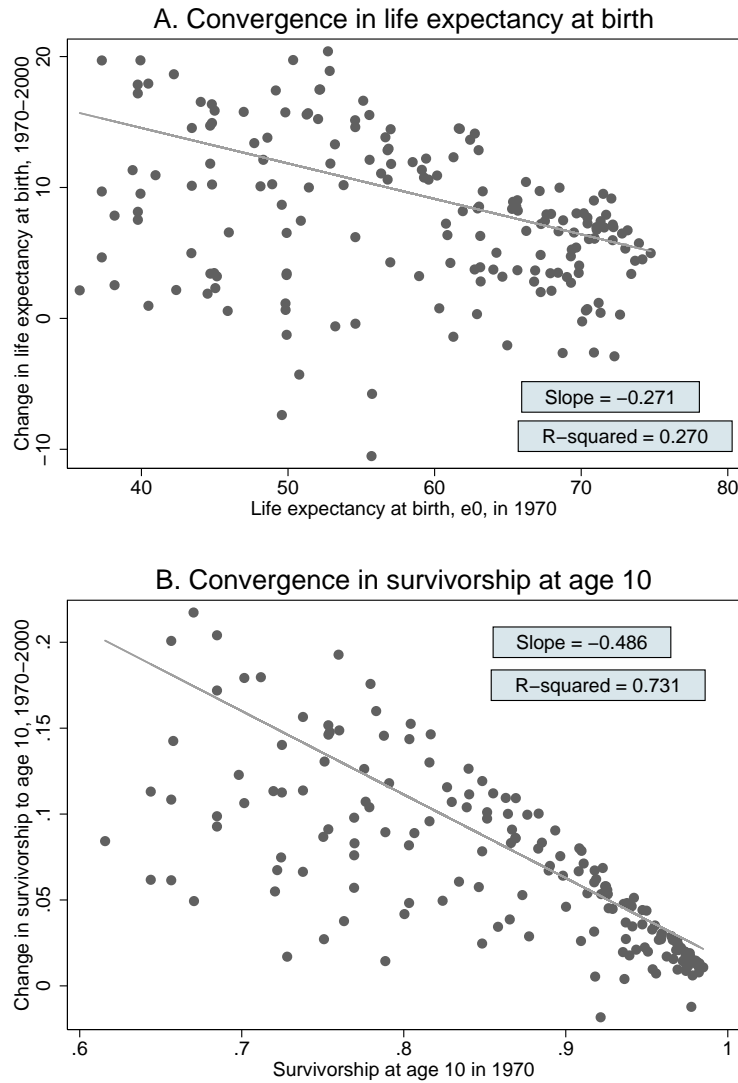 A. Convergence in life expectancy at birth
Change in life expectancy at birth, 1970−2000
20
10
0
−10
Slope = −0.271
R−squared = 0.270
40 50 60 70 80
Life expectancy at birth, e0, in 1970
B. Convergence in survivorship at age 10
Change in survivorship to age 10, 1970−2000
.2
.15
.1
.05
0
Slope = −0.486
R−squared = 0.731
.6 .7 .8 .9 1
Survivorship at age 10 in 1970